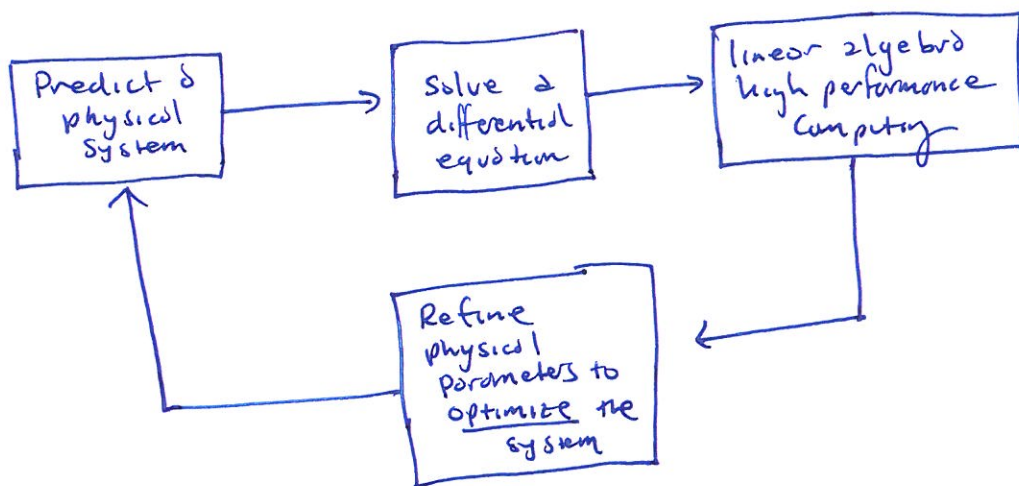 Predict a
physical
System
Solve a
differential
equation
linear algebra
high performance
Computing
Refine
physical
parameters to
optimize the
system